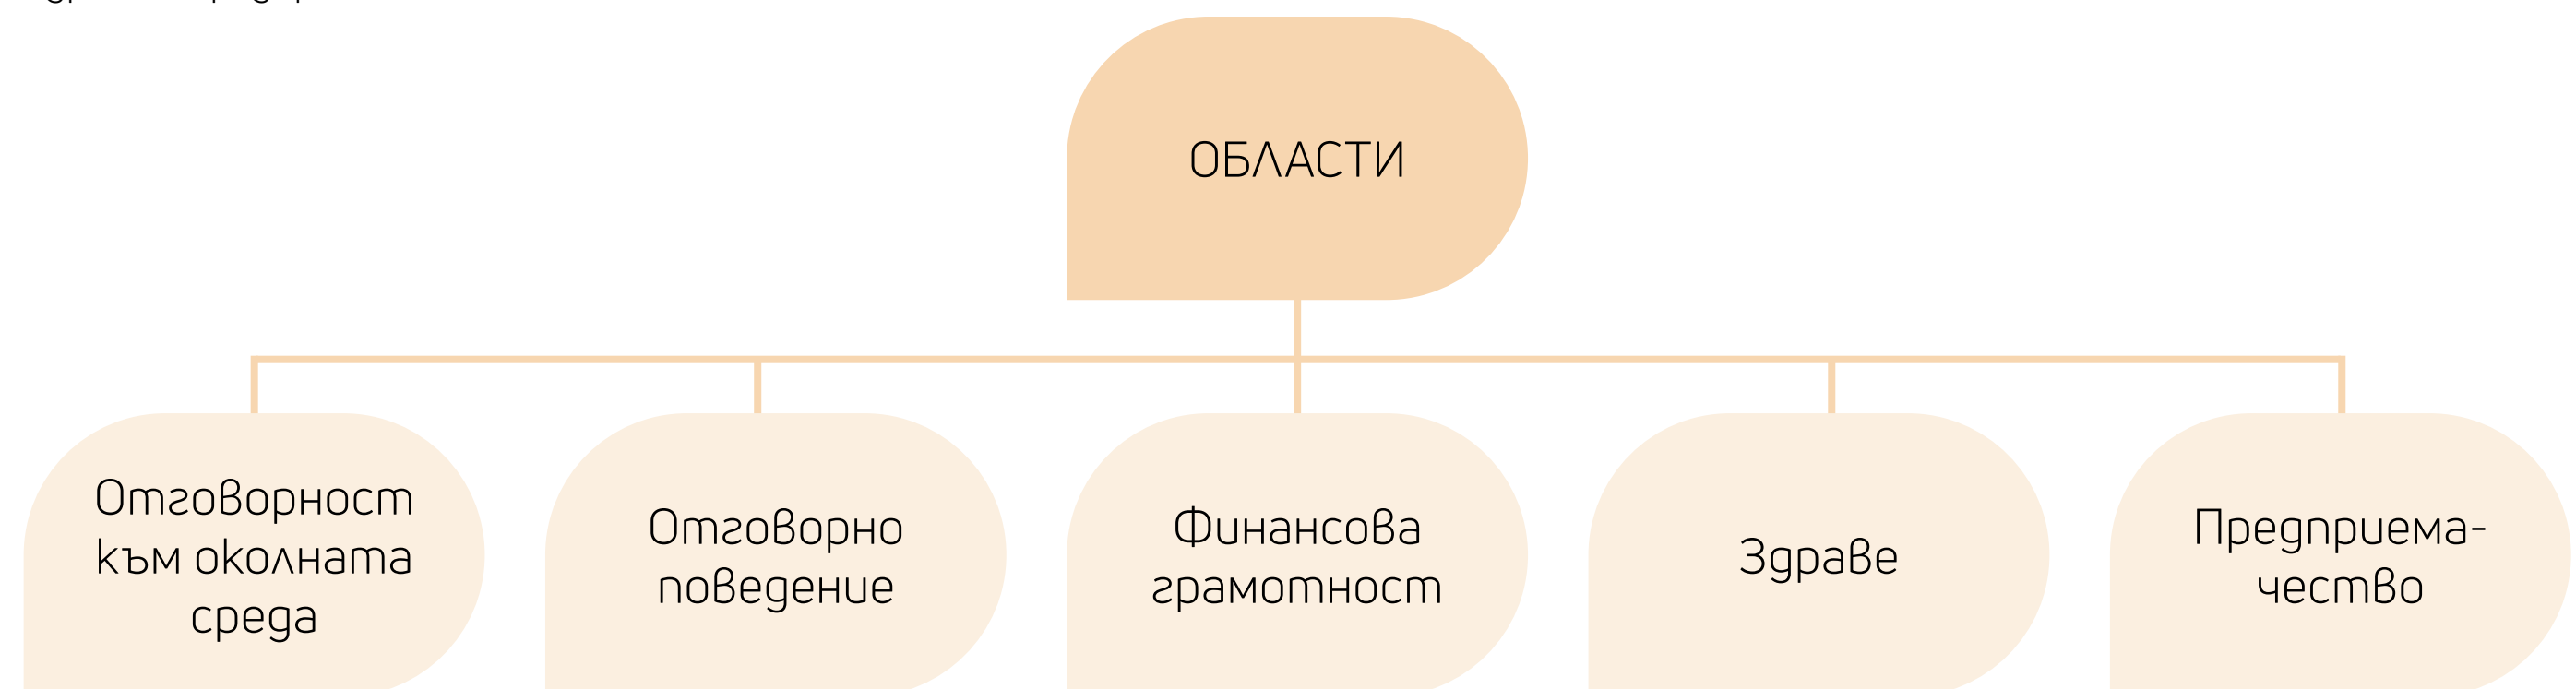 ОБЛАСТИ
Отговорност
към околната
среда
Отговорно
поведение
Финансова
грамотност
Здраве
Предприема-
чество